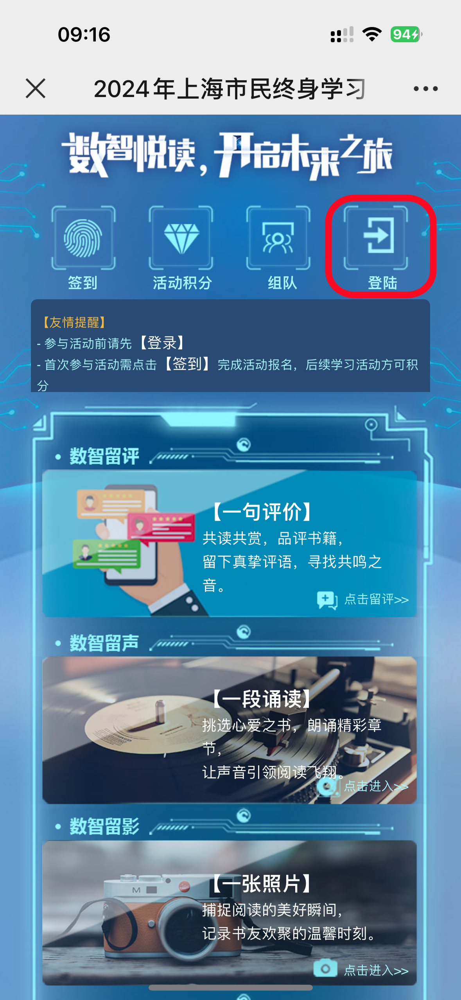 09:16
94
2024年上海市民终身学习
数智悦读，开启未来之旅
签到 活动积分 组队 登陆
【友情提醒】
- 参与活动前请先【登录】
- 首次参与活动需点击【签到】完成活动报名，后续学习活动方可积
分
• 数智留评
【一句评价】
共读共赏，品评书籍，
留下真挚评语，寻找共鸣之
音。
点击留评>>
• 数智留声
【一段诵读】
挑选心爱之书，朗诵精彩章
节，
让声音引领阅读飞翔。
点击进入>>
• 数智留影
【一张照片】
M
捕捉阅读的美好瞬间，
记录书友欢聚的温馨时刻。
点击进入>>